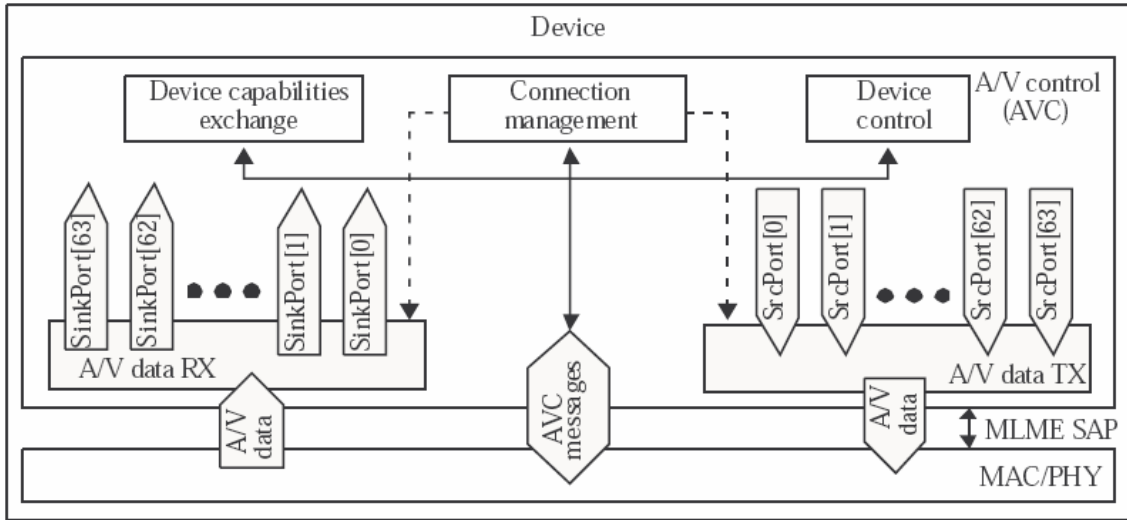 Device
Device capabilities
exchange
Connection
management
Device
control
A/V control
(AVC)
SinkPort[63]
SinkPort[62]
SinkPort[1]
SinkPort[0]
SrcPort[0]
SrcPort[1]
SrcPort[62]
SrcPort[63]
A/V data RX
A/V data TX
A/V
data
AVC
messages
A/V
data
MLME SAP
MAC/PHY